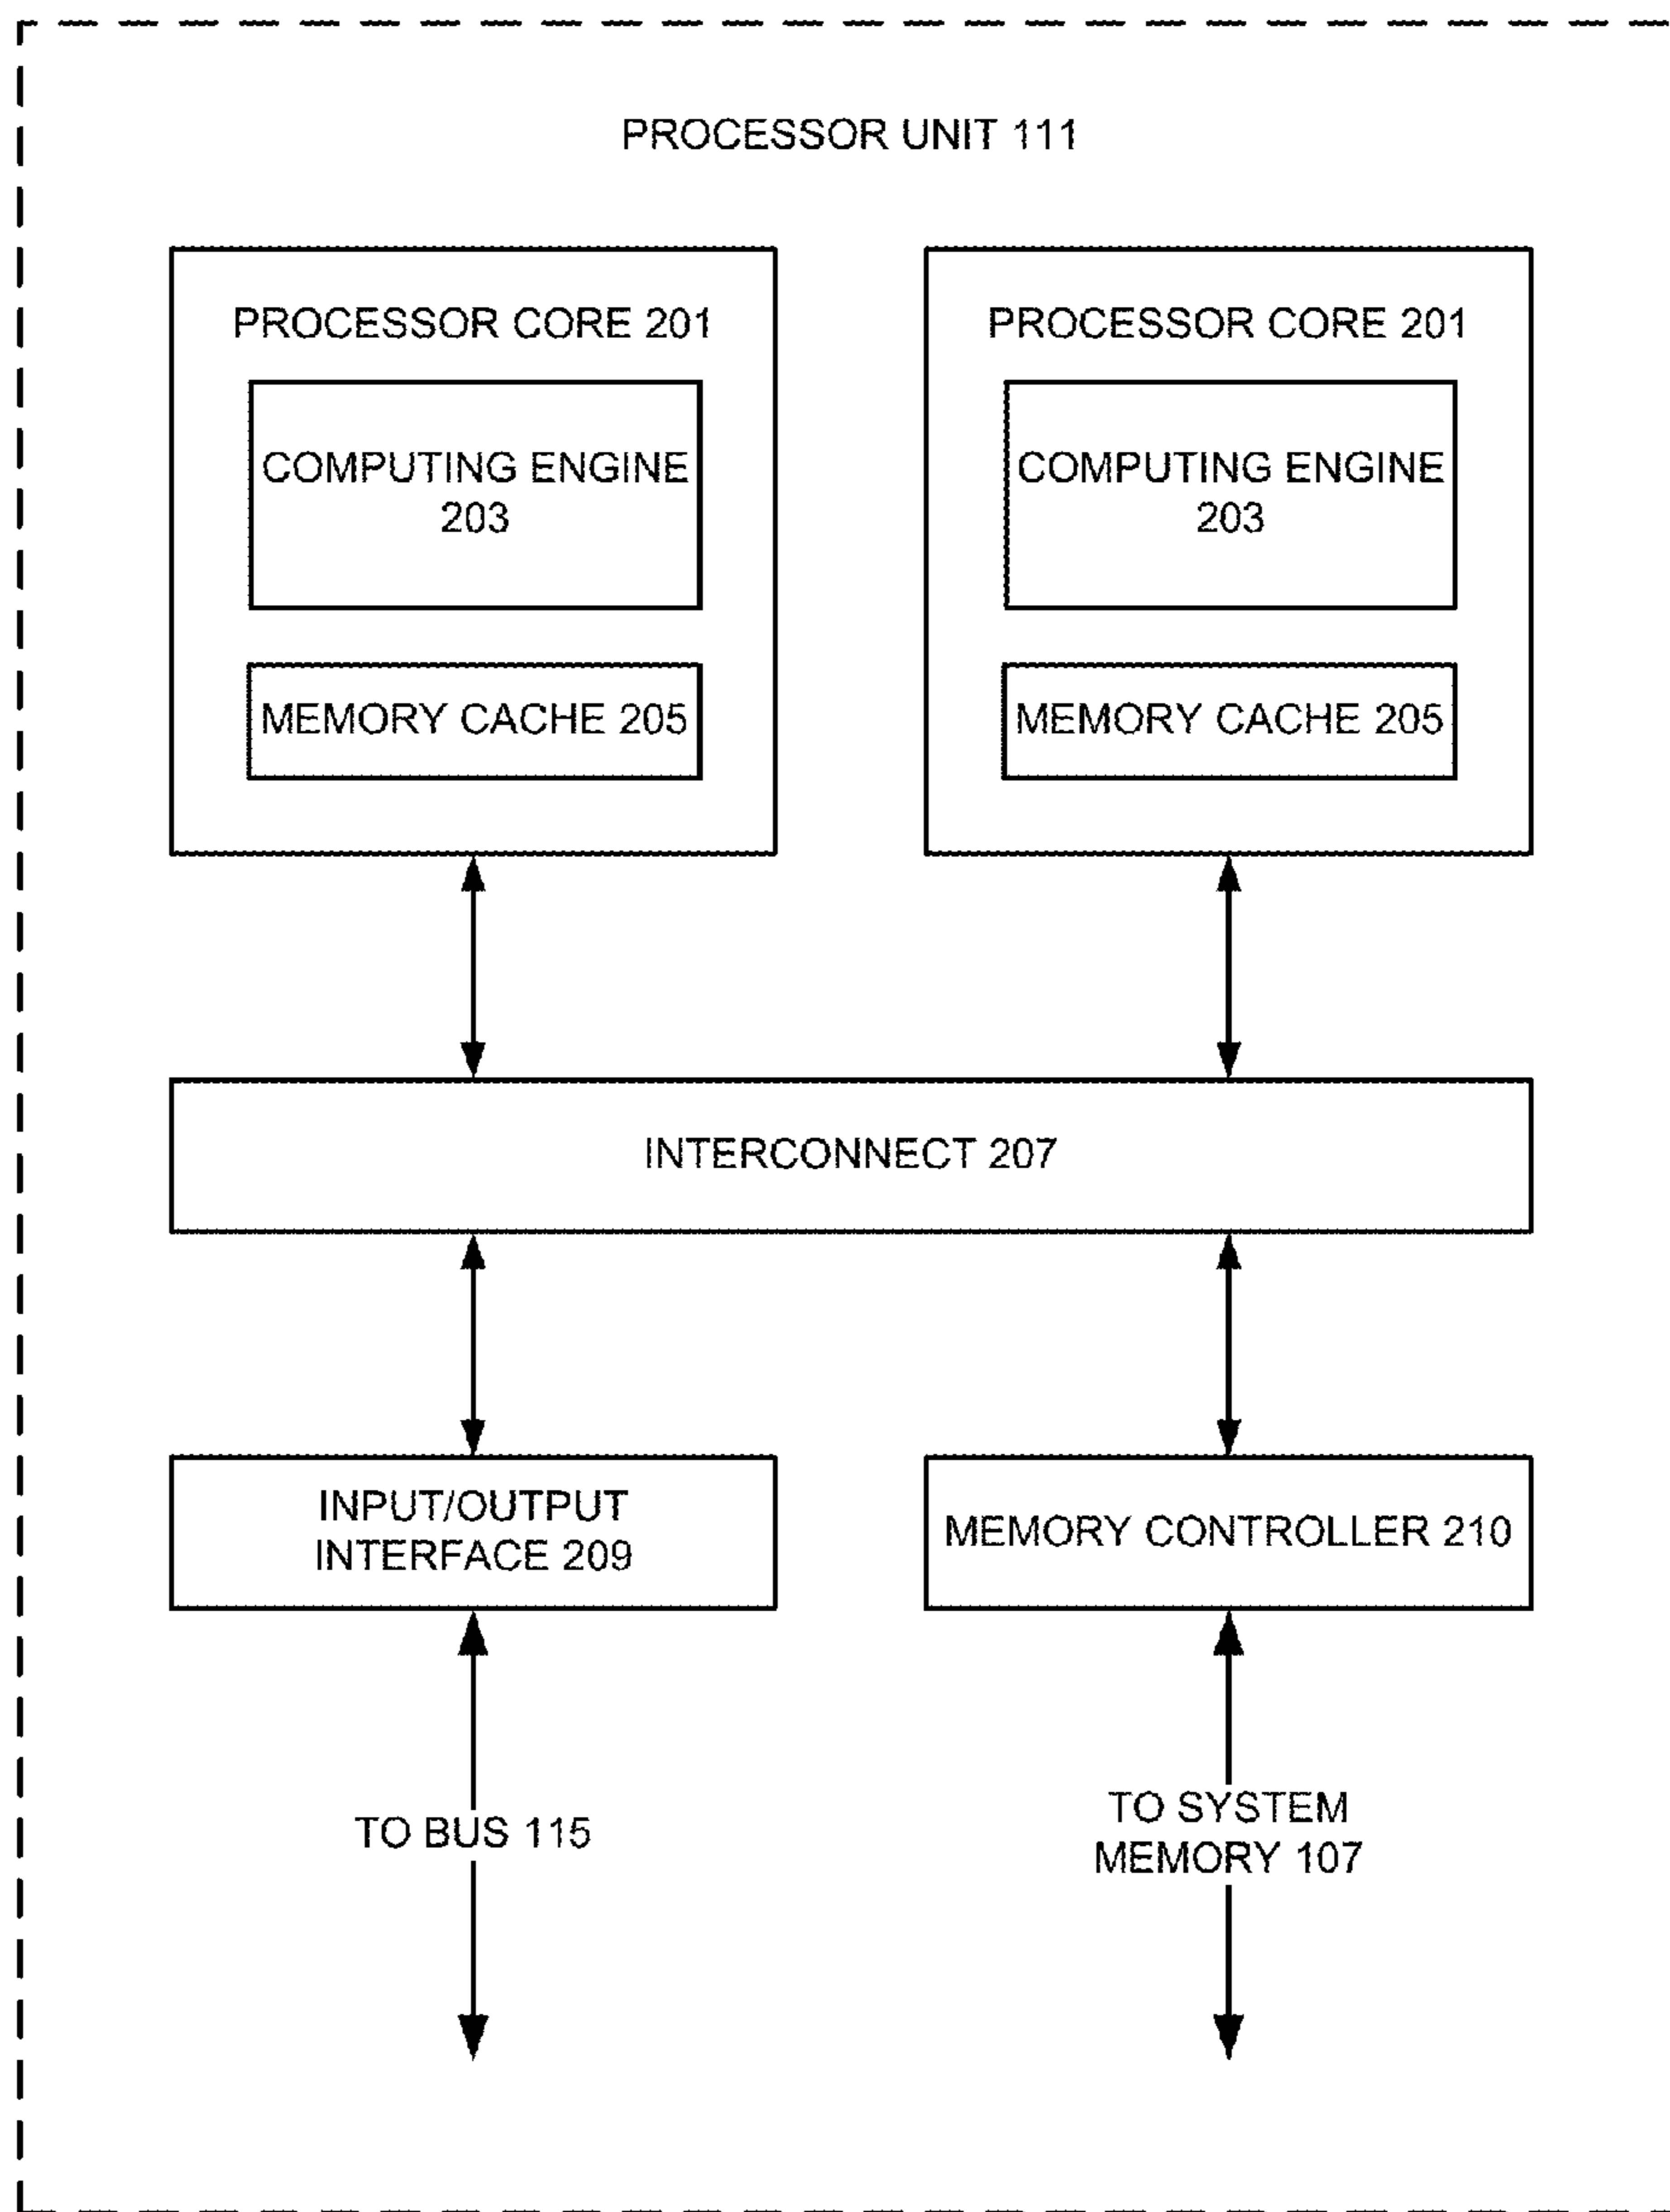 PROCESSOR UNIT 111
PROCESSOR CORE 201
COMPUTING ENGINE
203
MEMORY CACHE 205
PROCESSOR CORE 201
COMPUTING ENGINE
203
MEMORY CACHE 205
INTERCONNECT 207
INPUT/OUTPUT
INTERFACE 209
MEMORY CONTROLLER 210
TO BUS 115
TO SYSTEM
MEMORY 107